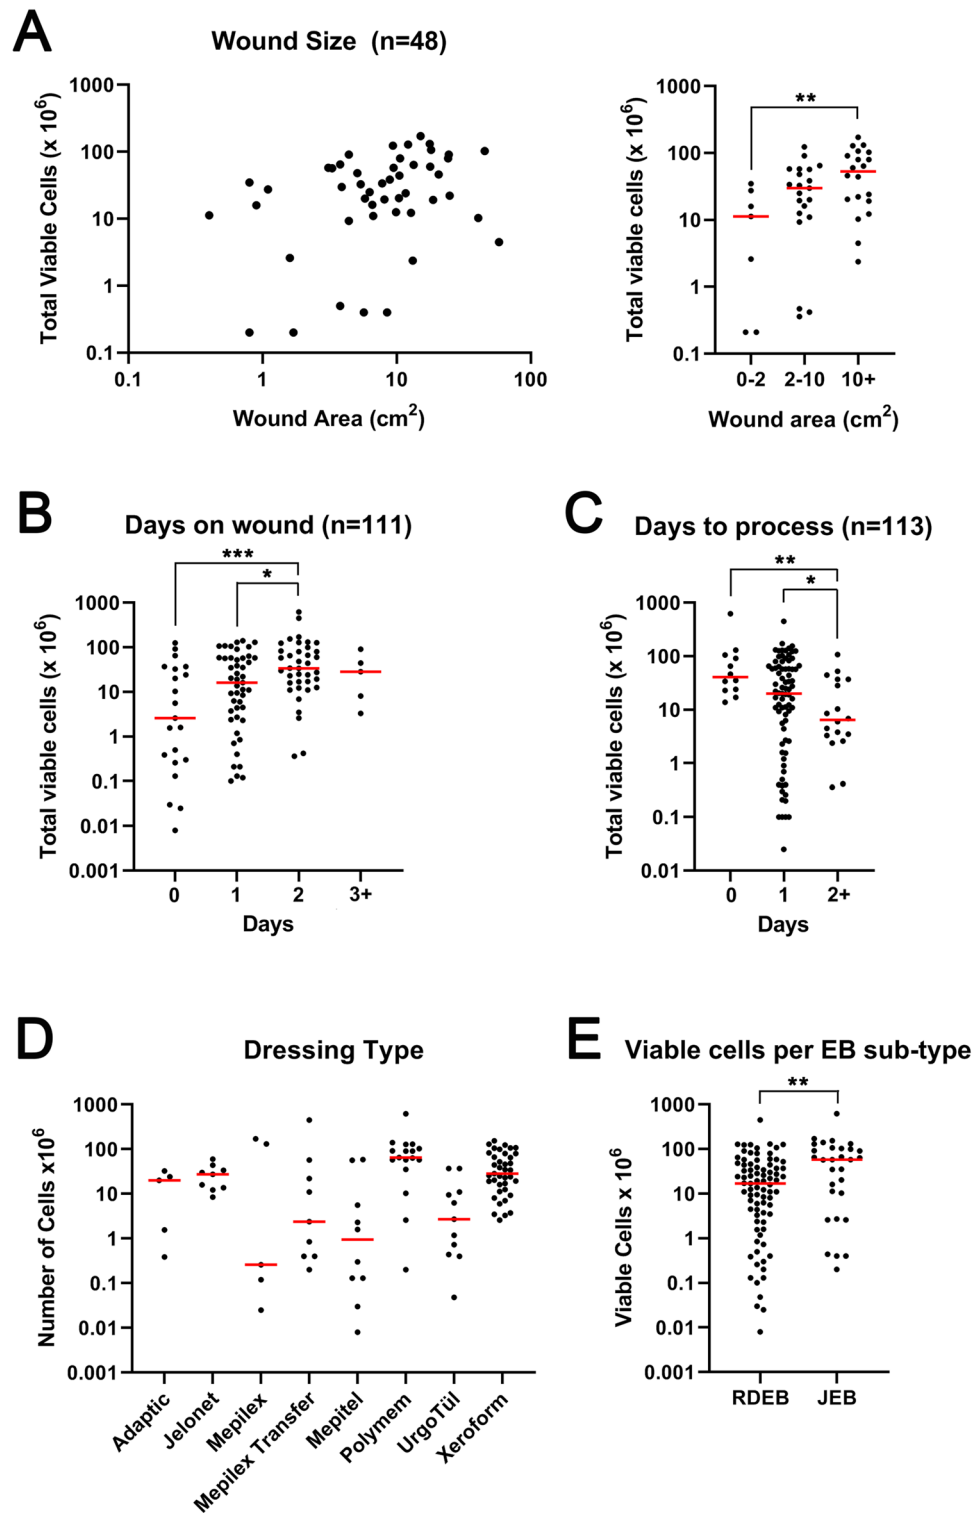 A
Wound Size (n=48)
Total Viable Cells (x 10⁶)
1000
100
10
1
0.1
0.1
1
10
100
Wound Area (cm²)
Total viable cells (x 10⁶)
1000
100
10
1
0.1
**
0-2
2-10
10+
Wound area (cm²)
B
Days on wound (n=111)
***
*
Total viable cells (x 10⁶)
1000
100
10
1
0.1
0.01
0.001
0
1
2
3+
Days
C
Days to process (n=113)
**
*
Total viable cells (x 10⁶)
1000
100
10
1
0.1
0.01
0
1
2+
Days
D
Dressing Type
Number of Cells x10⁶
1000
100
10
1
0.1
0.01
0.001
Adaptic
Jelonet
Mepilex
Mepilex Transfer
Mepitel
Polymem
UrgoTül
Xeroform
E
Viable cells per EB sub-type
**
Viable Cells x 10⁶
1000
100
10
1
0.1
0.01
0.001
RDEB
JEB